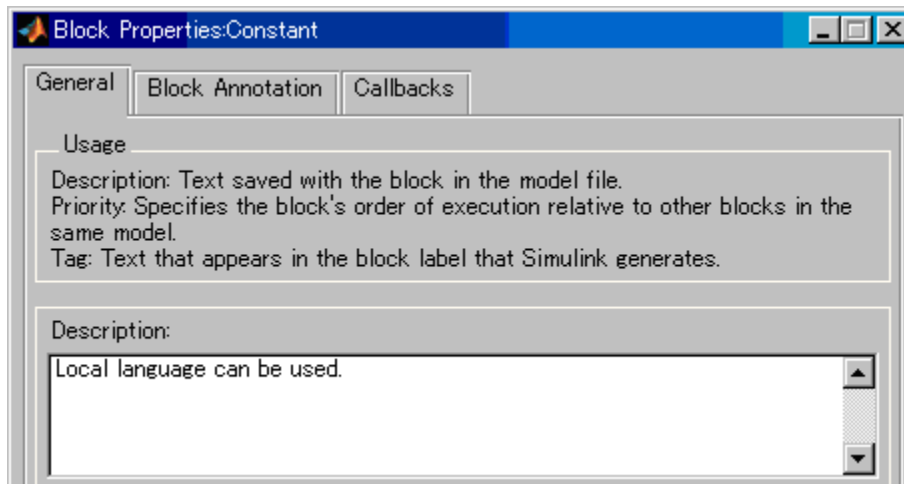 Block Properties:Constant
General Block Annotation Callbacks
Usage
Description: Text saved with the block in the model file.
Priority: Specifies the block's order of execution relative to other blocks in the
same model.
Tag: Text that appears in the block label that Simulink generates.
Description:
Local language can be used.